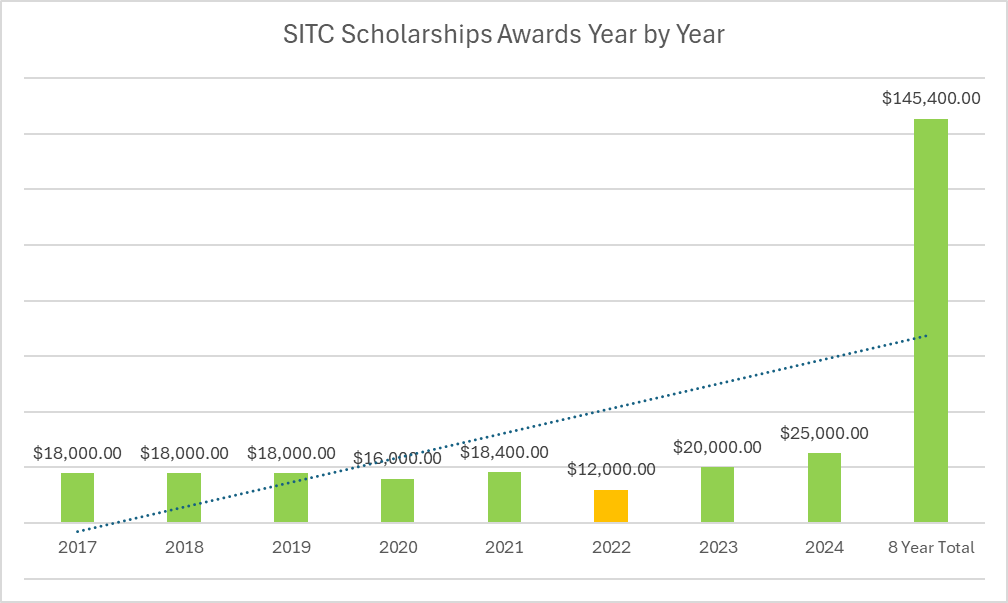 SITC Scholarships Awards Year by Year
$145,400.00
$18,000.00 $18,000.00 $18,000.00 $16,000.00 $18,400.00 $12,000.00 $20,000.00 $25,000.00
2017 2018 2019 2020 2021 2022 2023 2024 8 Year Total